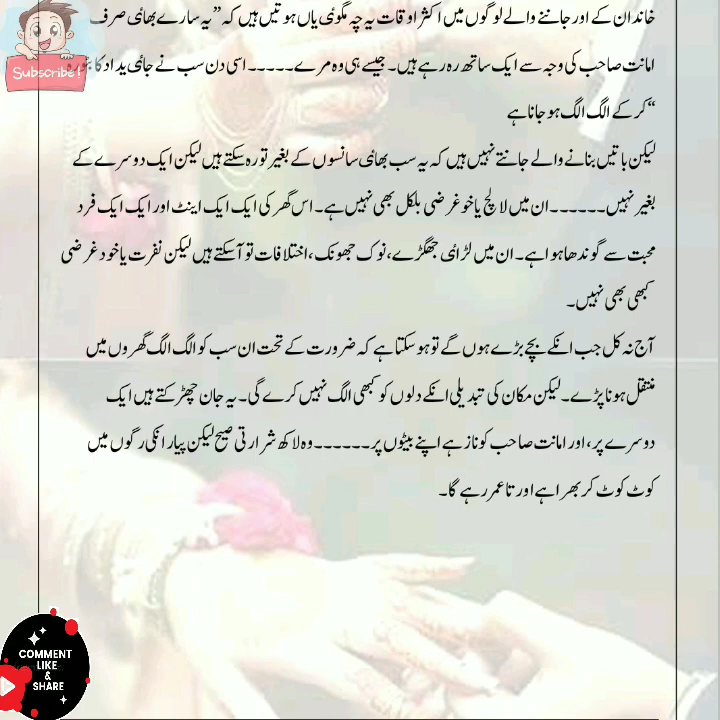 خاندان کے اور جاننے والے لوگوں میں اکثر اوقات یہ چہ مگوئی یاں ہوتیں ہیں کہ ”یہ سارے بھائی صرف
امانت صاحب کی وجہ سے ایک ساتھ رہ رہے ہیں۔ جیسے ہی وہ مرے۔۔۔۔۔ اسی دن سب نے جائی یداد کا بٹوارہ
کر کے الگ الگ ہو جانا ہے“
لیکن باتیں بنانے والے جانتے نہیں ہیں کہ یہ سب بھائی سانسوں کے بغیر تو رہ سکتے ہیں لیکن ایک دوسرے کے
بغیر نہیں۔۔۔۔۔۔ان میں لالچ یا خوغرضی بلکل بھی نہیں ہے۔ اس گھر کی ایک ایک اینٹ اور ایک ایک فرد
محبت سے گوندھا ہوا ہے۔ ان میں لڑائی جھگڑے، نوک جھونک، اختلافات تو آسکتے ہیں لیکن نفرت یا خود غرضی
کبھی بھی نہیں۔
آج نہ کل جب انکے بچے بڑے ہوں گے تو ہو سکتا ہے کہ ضرورت کے تحت ان سب کو الگ الگ گھروں میں
منتقل ہونا پڑے۔ لیکن مکان کی تبدیلی انکے دلوں کو کبھی الگ نہیں کرے گی۔ یہ جان چھڑکتے ہیں ایک
دوسرے پر، اور امانت صاحب کو ناز ہے اپنے بیٹوں پر۔۔۔۔۔۔وہ لاکھ شرارتی صیح لیکن پیار انکی رگوں میں
کوٹ کوٹ کر بھرا ہے اور تا عمر رہے گا۔
Subscribe!
COMMENT
LIKE
&
SHARE